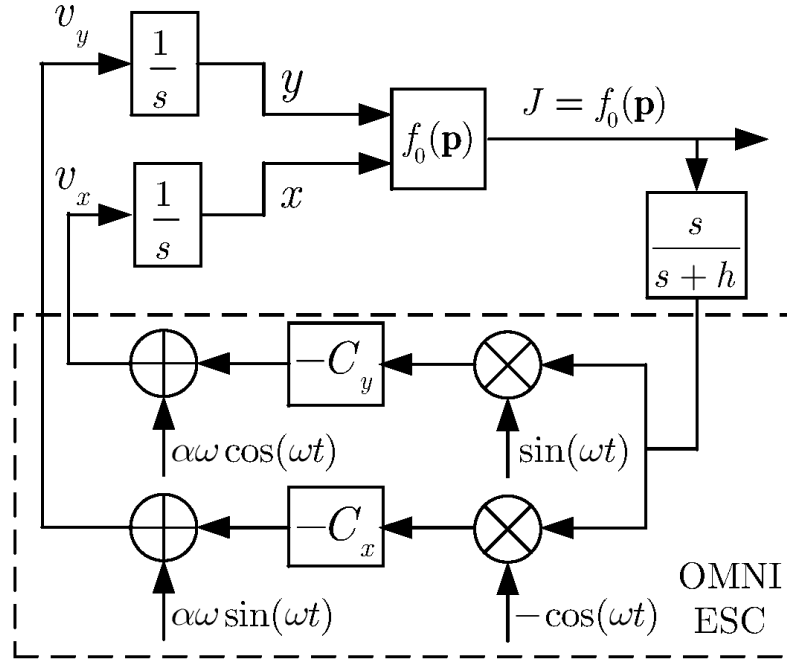 v_y
1
s
y
J = f_0(p)
f_0(p)
v_x
1
s
x
s
s + h
−C_y
αω cos(ωt)
sin(ωt)
−C_x
αω sin(ωt)
−cos(ωt)
OMNI
ESC